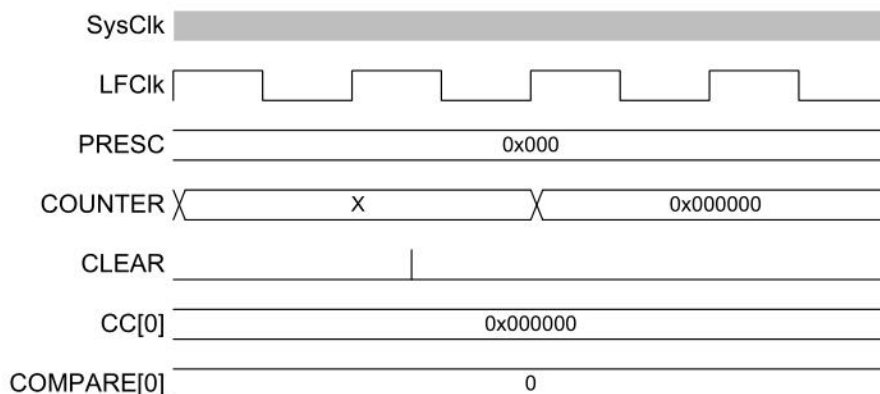 SysClk
LFClk
PRESC 0x000
COUNTER X 0x000000
CLEAR
CC[0] 0x000000
COMPARE[0] 0